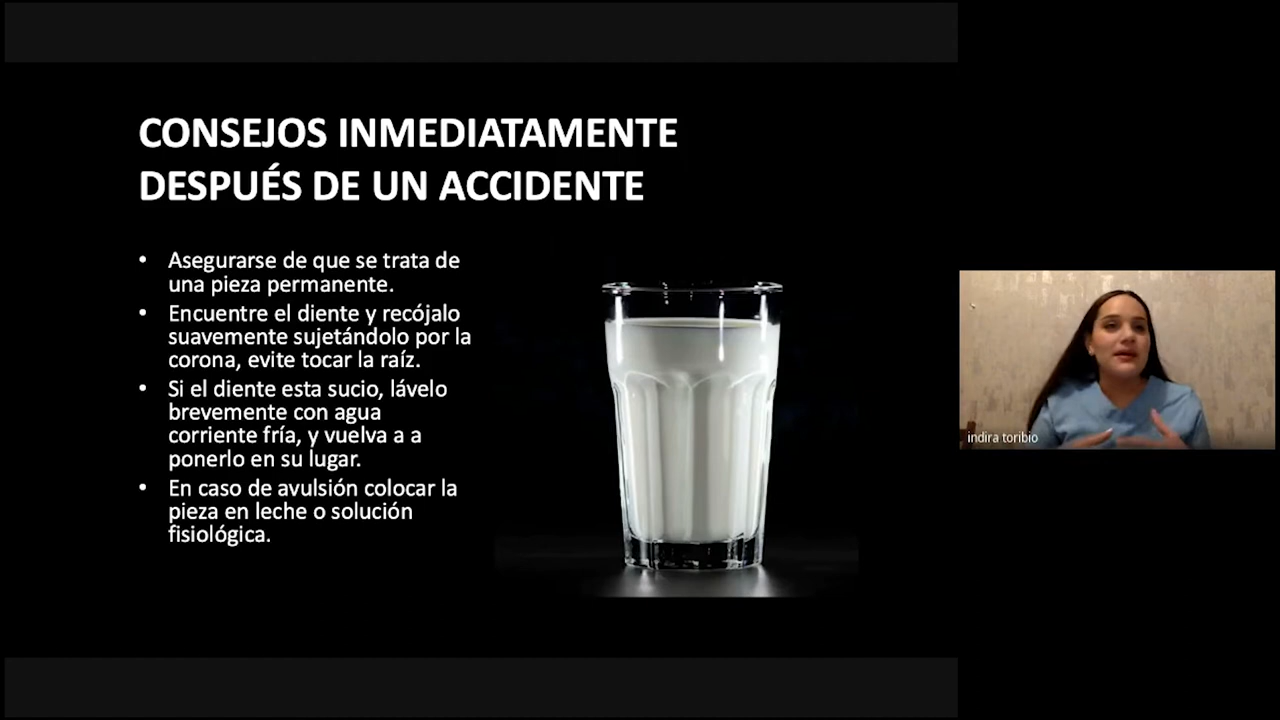 CONSEJOS INMEDIATAMENTE
DESPUÉS DE UN ACCIDENTE
• Asegurarse de que se trata de
una pieza permanente.
• Encuentre el diente y recójalo
suavemente sujetándolo por la
corona, evite tocar la raíz.
• Si el diente esta sucio, lávelo
brevemente con agua
corriente fría, y vuelva a a
ponerlo en su lugar.
• En caso de avulsión colocar la
pieza en leche o solución
fisiológica.
indira toribio